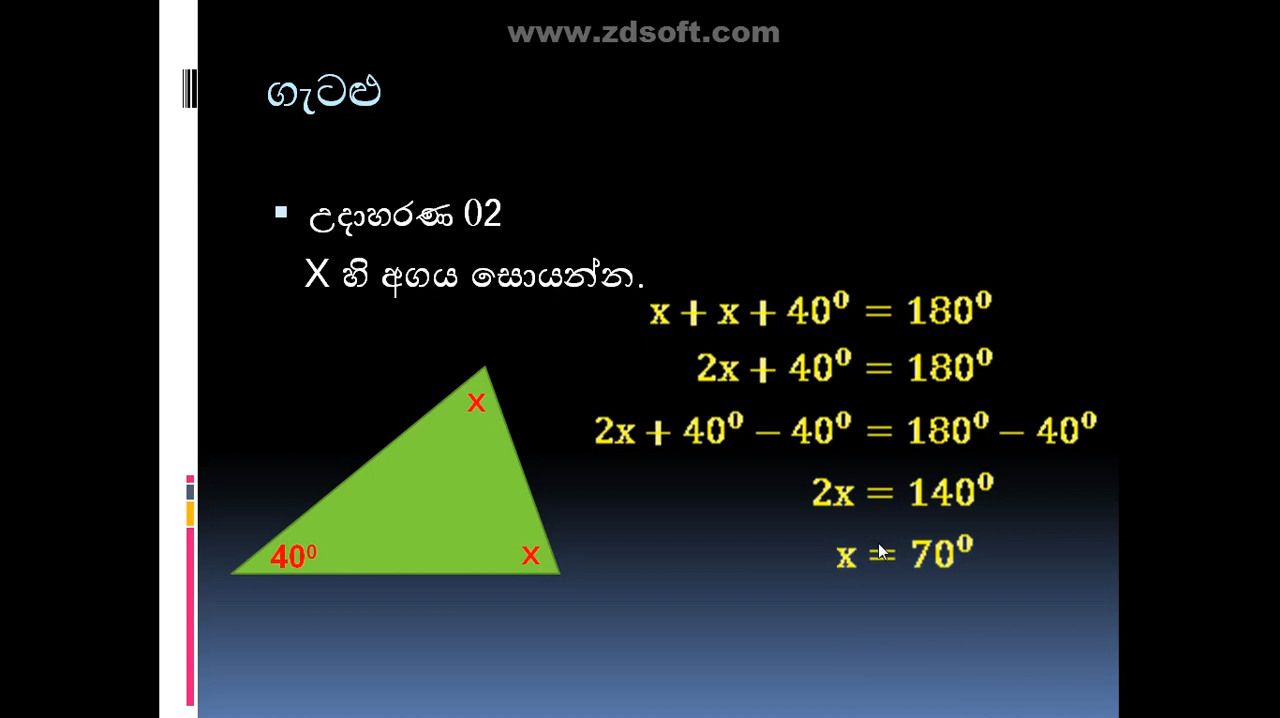 www.zdsoft.com
ගැටළු
උදාහරණ 02
X හි අගය සොයන්න.
x + x + 40⁰ = 180⁰
2x + 40⁰ = 180⁰
2x + 40⁰ − 40⁰ = 180⁰ − 40⁰
2x = 140⁰
x = 70⁰
x
40⁰
x